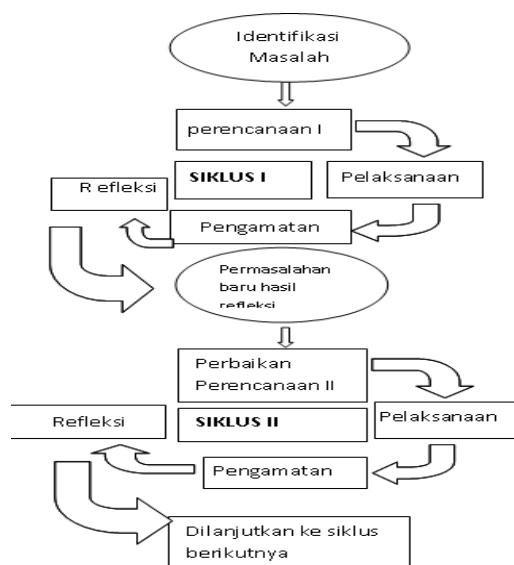 Identifikasi
Masalah
perencanaan I
SIKLUS I
Pelaksanaan
R efleksi
Pengamatan
Permasalahan
baru hasil
refleksi
Perbaikan
Perencanaan II
Refleksi
SIKLUS II
Pelaksanaan
Pengamatan
Dilanjutkan ke siklus
berikutnya